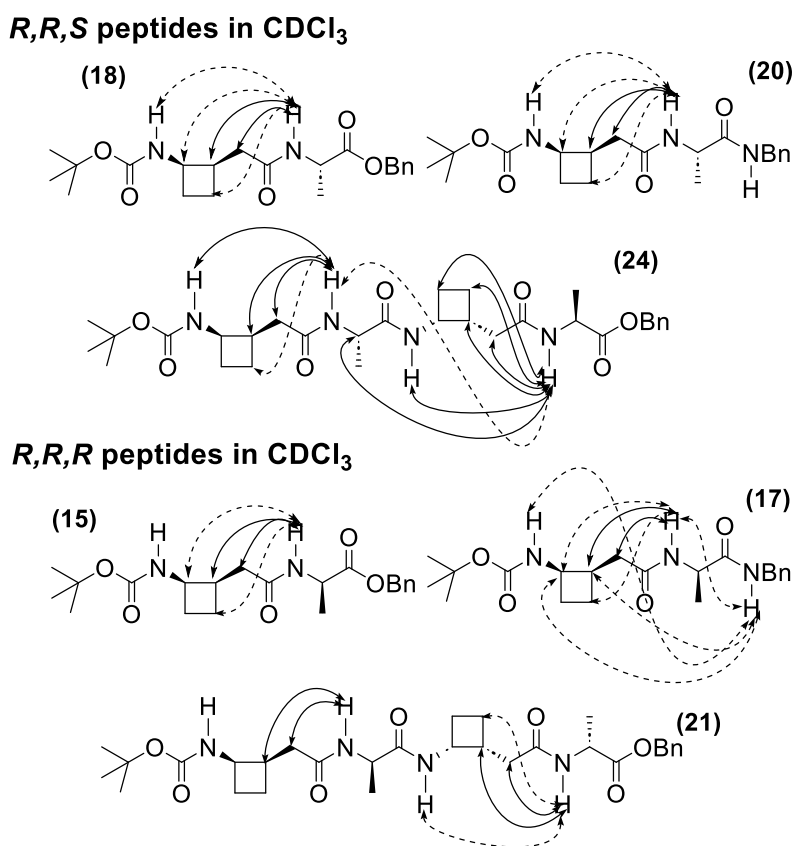 R,R,S peptides in CDCl₃
(18)
H
N
O
O
O
H
N
O
OBn
(20)
H
N
O
O
O
H
N
O
NBn
H
(24)
H
N
O
O
O
H
N
O
N
H
O
N
H
O
OBn
R,R,R peptides in CDCl₃
(15)
H
N
O
O
O
H
N
O
OBn
(17)
H
N
O
O
O
H
N
O
NBn
H
(21)
H
N
O
O
O
H
N
O
N
H
O
N
H
O
OBn